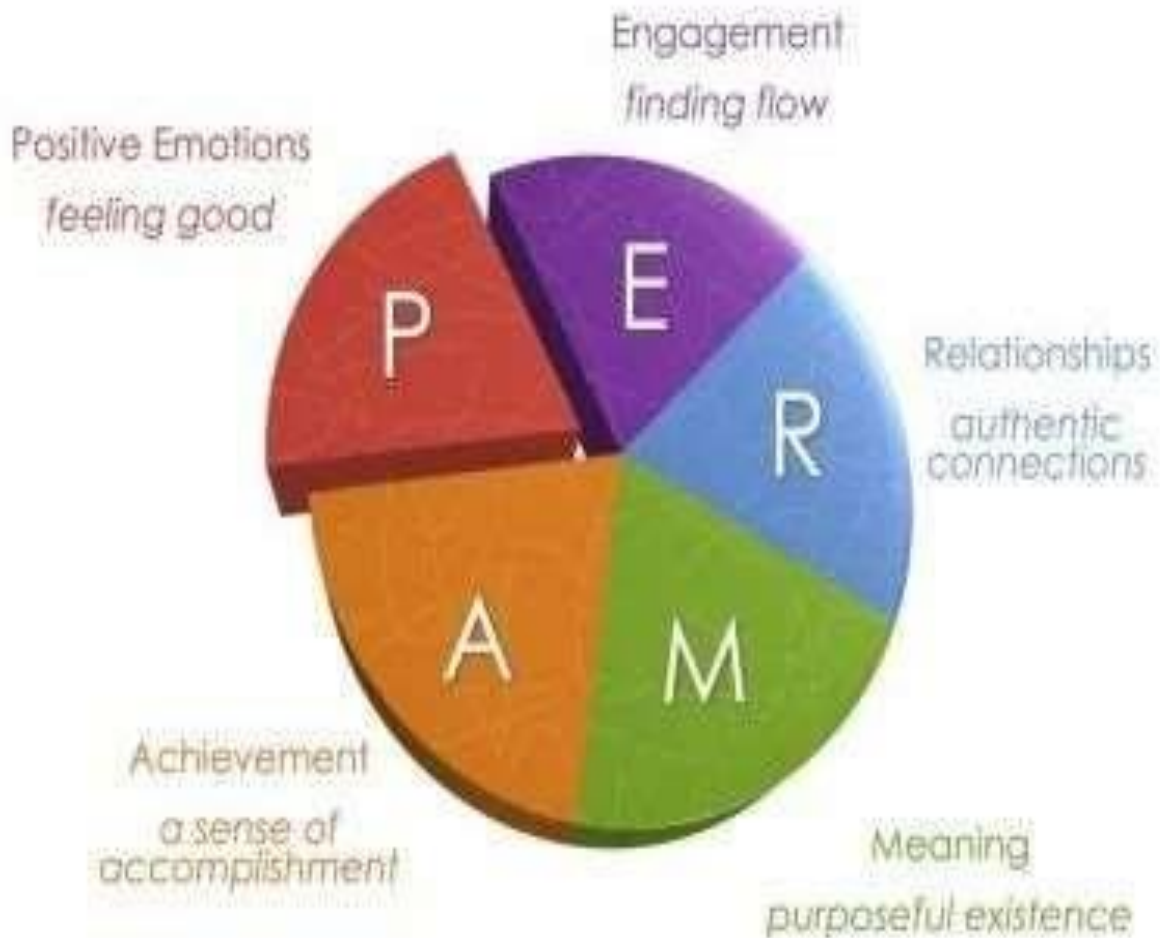 Engagement
finding flow
Positive Emotions
feeling good
P
E
R
Relationships
authentic
connections
A
M
Achievement
a sense of
accomplishment
Meaning
purposeful existence